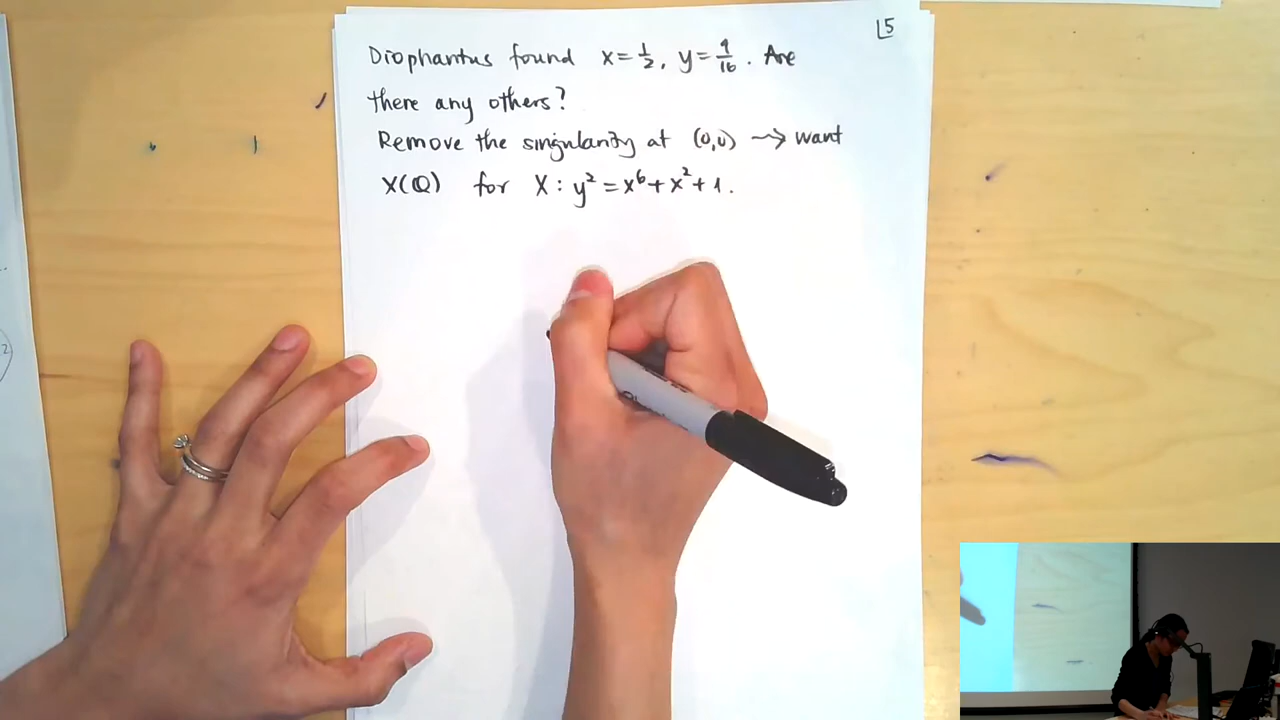 5
Diophantus found x = 1/2, y = 9/16. Are
there any others?
Remove the singularity at (0,0) ⇝ want
X(ℚ) for X : y² = x⁶ + x² + 1.